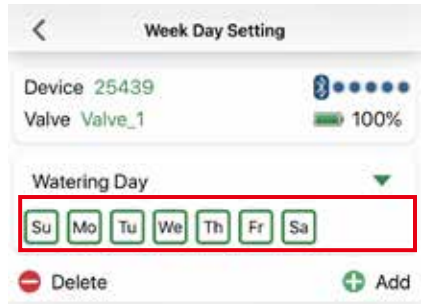 Week Day Setting
Device 25439
Valve Valve_1 100%
Watering Day
Su Mo Tu We Th Fr Sa
Delete Add